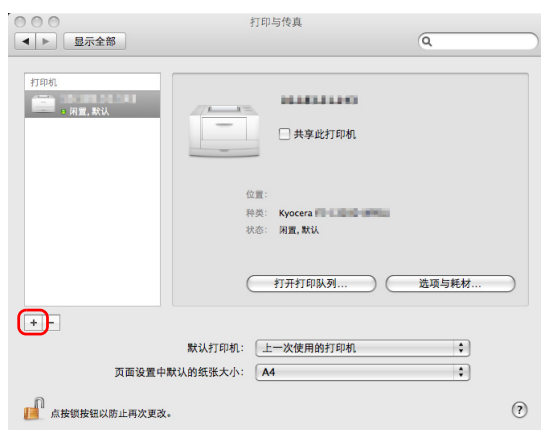 打印与传真
显示全部
打印机
闲置, 默认
共享此打印机
位置:
种类: Kyocera
状态: 闲置, 默认
打开打印队列...
选项与耗材...
+ −
默认打印机: 上一次使用的打印机
页面设置中默认的纸张大小: A4
点按锁按钮以防止再次更改。
?